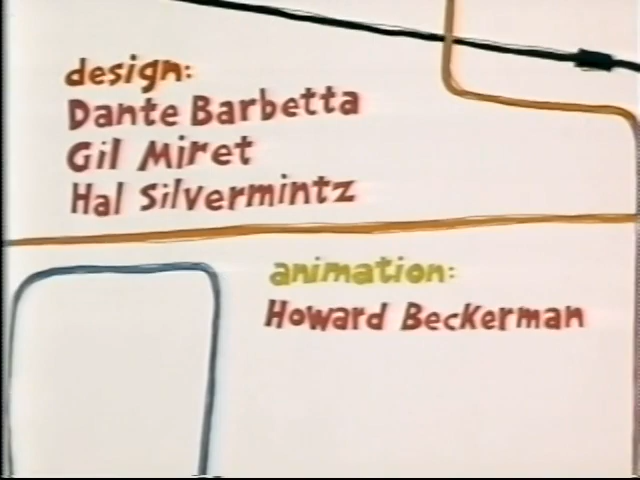 design:
Dante Barbetta
Gil Miret
Hal Silvermintz
animation:
Howard Beckerman